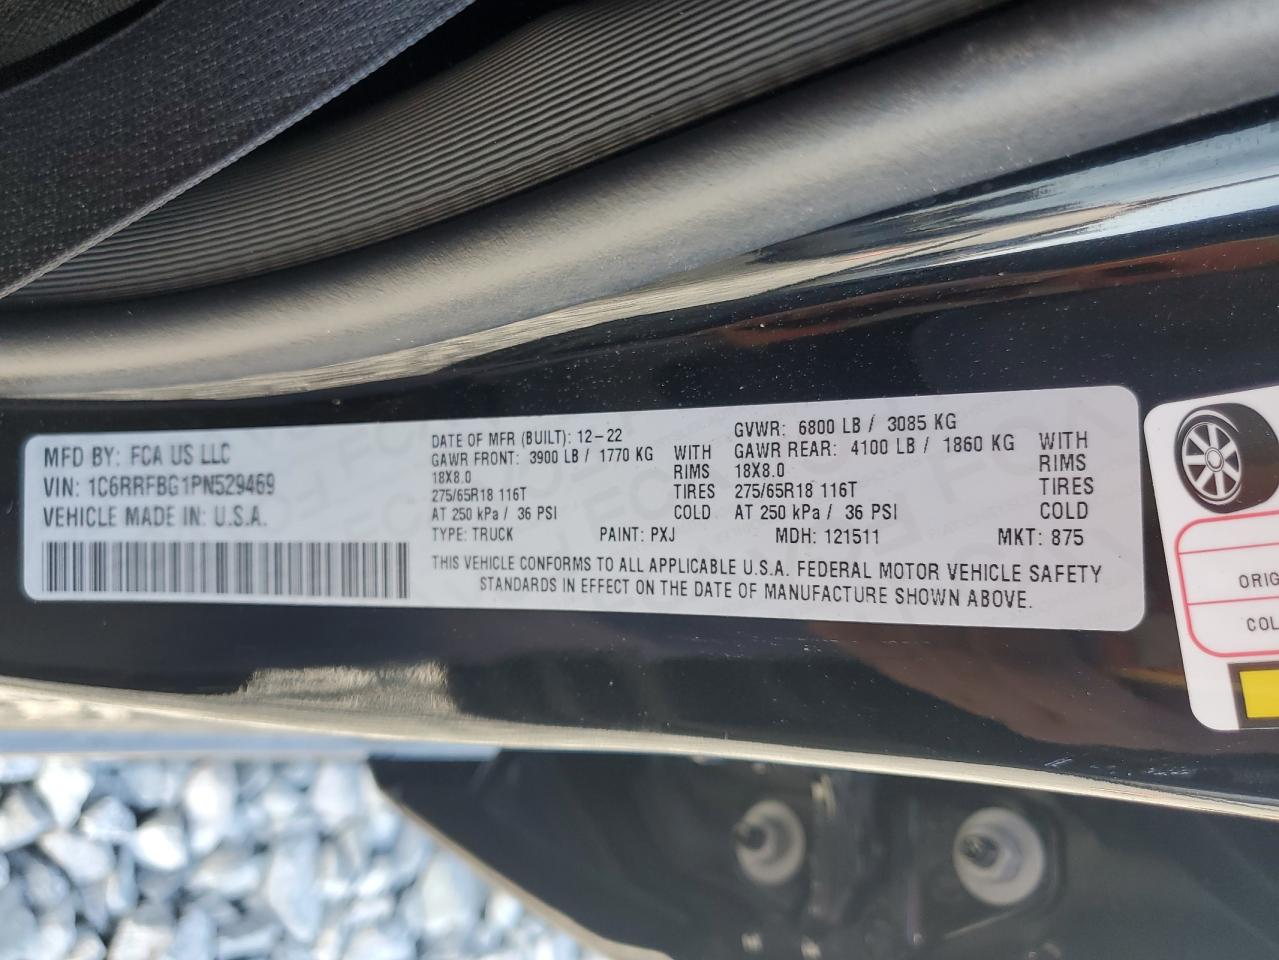 MFD BY: FCA US LLC
VIN: 1C6RRFBG1PN529469
VEHICLE MADE IN: U.S.A.
DATE OF MFR (BUILT): 12-22
GAWR FRONT: 3900 LB / 1770 KG WITH
18X8.0 RIMS
275/65R18 116T TIRES
AT 250 kPa / 36 PSI COLD
GVWR: 6800 LB / 3085 KG
GAWR REAR: 4100 LB / 1860 KG WITH
18X8.0 RIMS
275/65R18 116T TIRES
AT 250 kPa / 36 PSI COLD
TYPE: TRUCK PAINT: PXJ MDH: 121511 MKT: 875
THIS VEHICLE CONFORMS TO ALL APPLICABLE U.S.A. FEDERAL MOTOR VEHICLE SAFETY
STANDARDS IN EFFECT ON THE DATE OF MANUFACTURE SHOWN ABOVE.
ORIG
COL